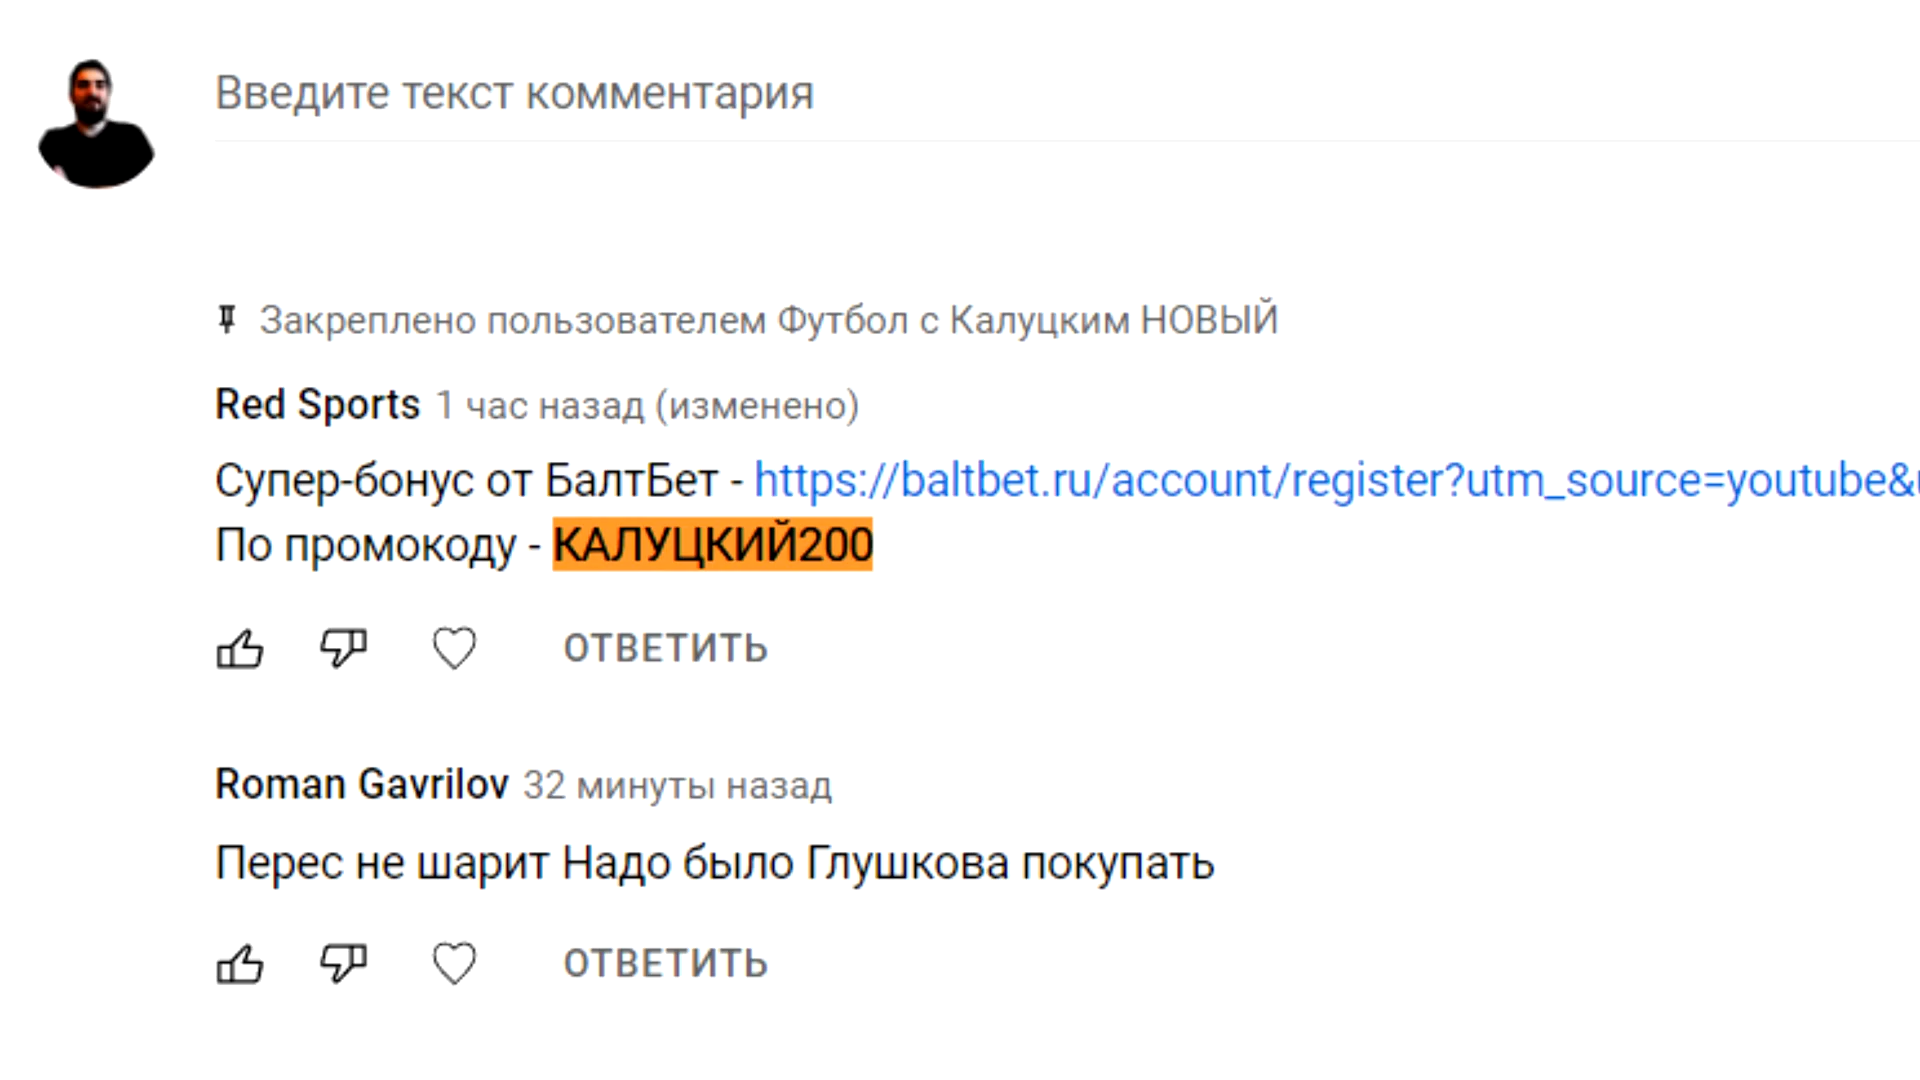 Введите текст комментария
Закреплено пользователем Футбол с Калуцким НОВЫЙ
Red Sports 1 час назад (изменено)
Супер-бонус от БалтБет - https://baltbet.ru/account/register?utm_source=youtube&
По промокоду - КАЛУЦКИЙ200
ОТВЕТИТЬ
Roman Gavrilov 32 минуты назад
Перес не шарит Надо было Глушкова покупать
ОТВЕТИТЬ